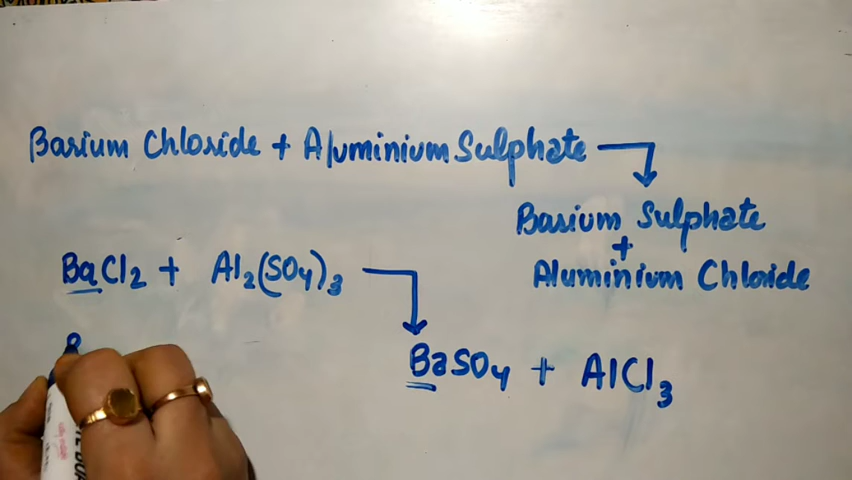 Barium Chloride + Aluminium Sulphate →
Barium Sulphate
+
Aluminium Chloride
BaCl2 + Al2(SO4)3 →
BaSO4 + AlCl3